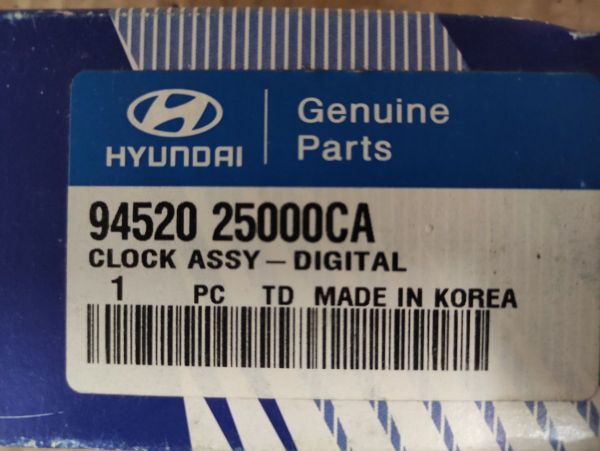 HYUNDAI
Genuine
Parts
94520 25000CA
CLOCK ASSY – DIGITAL
1 PC TD MADE IN KOREA